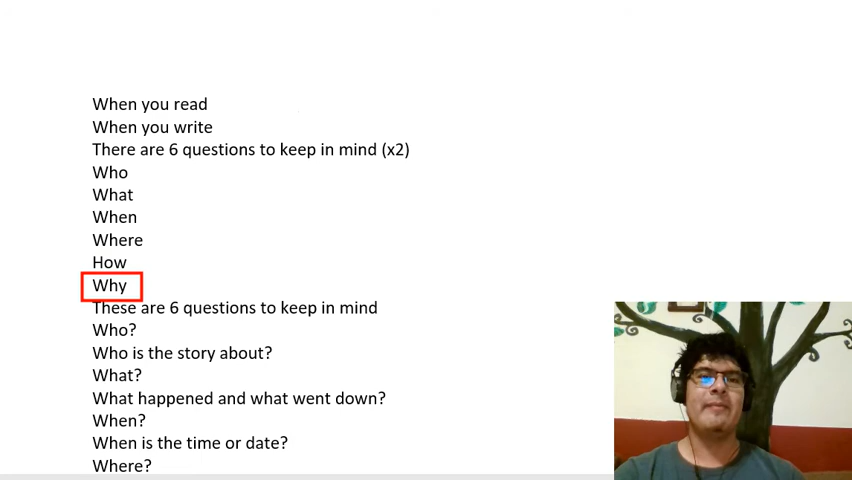 When you read
When you write
There are 6 questions to keep in mind (x2)
Who
What
When
Where
How
Why
These are 6 questions to keep in mind
Who?
Who is the story about?
What?
What happened and what went down?
When?
When is the time or date?
Where?